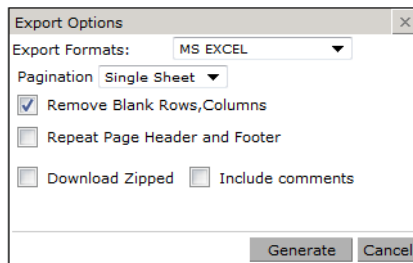 Export Options
Export Formats: MS EXCEL
Pagination Single Sheet
Remove Blank Rows,Columns
Repeat Page Header and Footer
Download Zipped Include comments
Generate Cancel